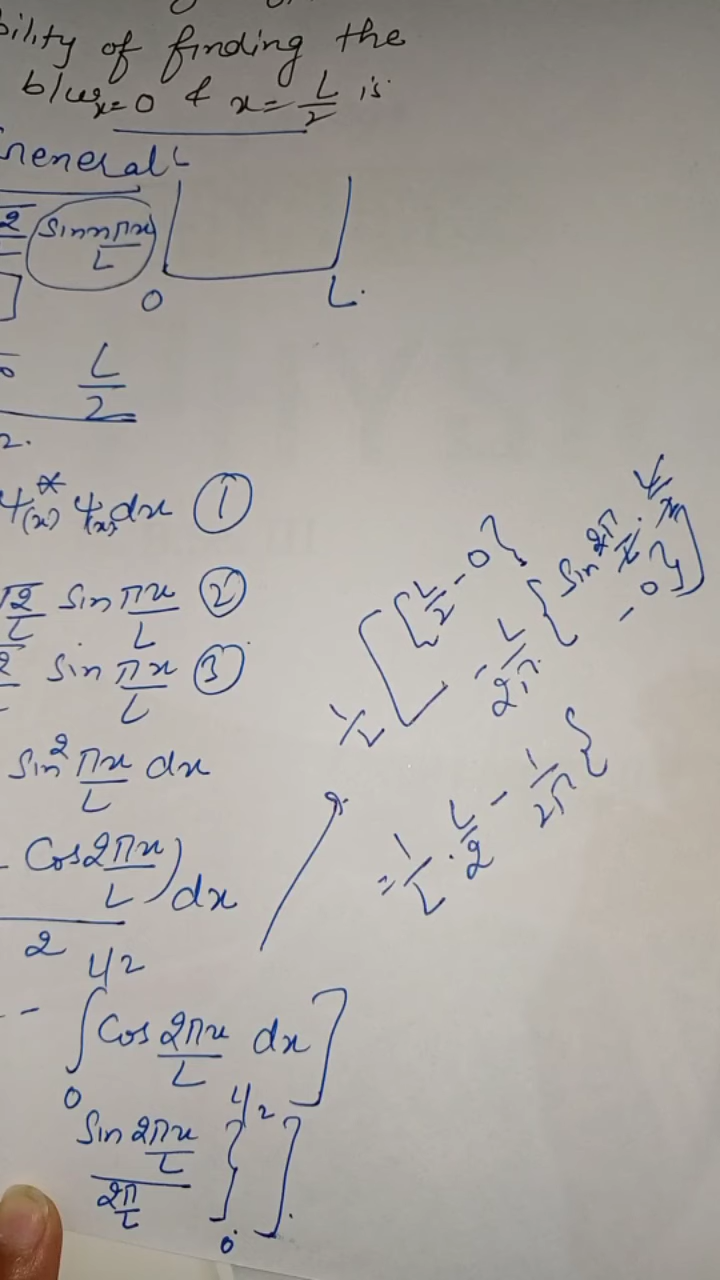 of finding the
b/w x=0 & x = L/2 is
General
sin nπx/L
0 L.
L/2
2.
ψ*(x) ψ(x) dx ①
√2/L sin πx/L ②
sin πx/L ③
sin² πx/L dx
- cos 2πx/L) dx
2
L/2
- ∫ cos 2πx/L dx]
0
sin 2πx/L } L/2 ].
2π/L 0
1/L [ {L/2 - 0}
- L/2π { sin 2π/L . L/2
- 0}]
= 1/L . L/2 - 1/2π {